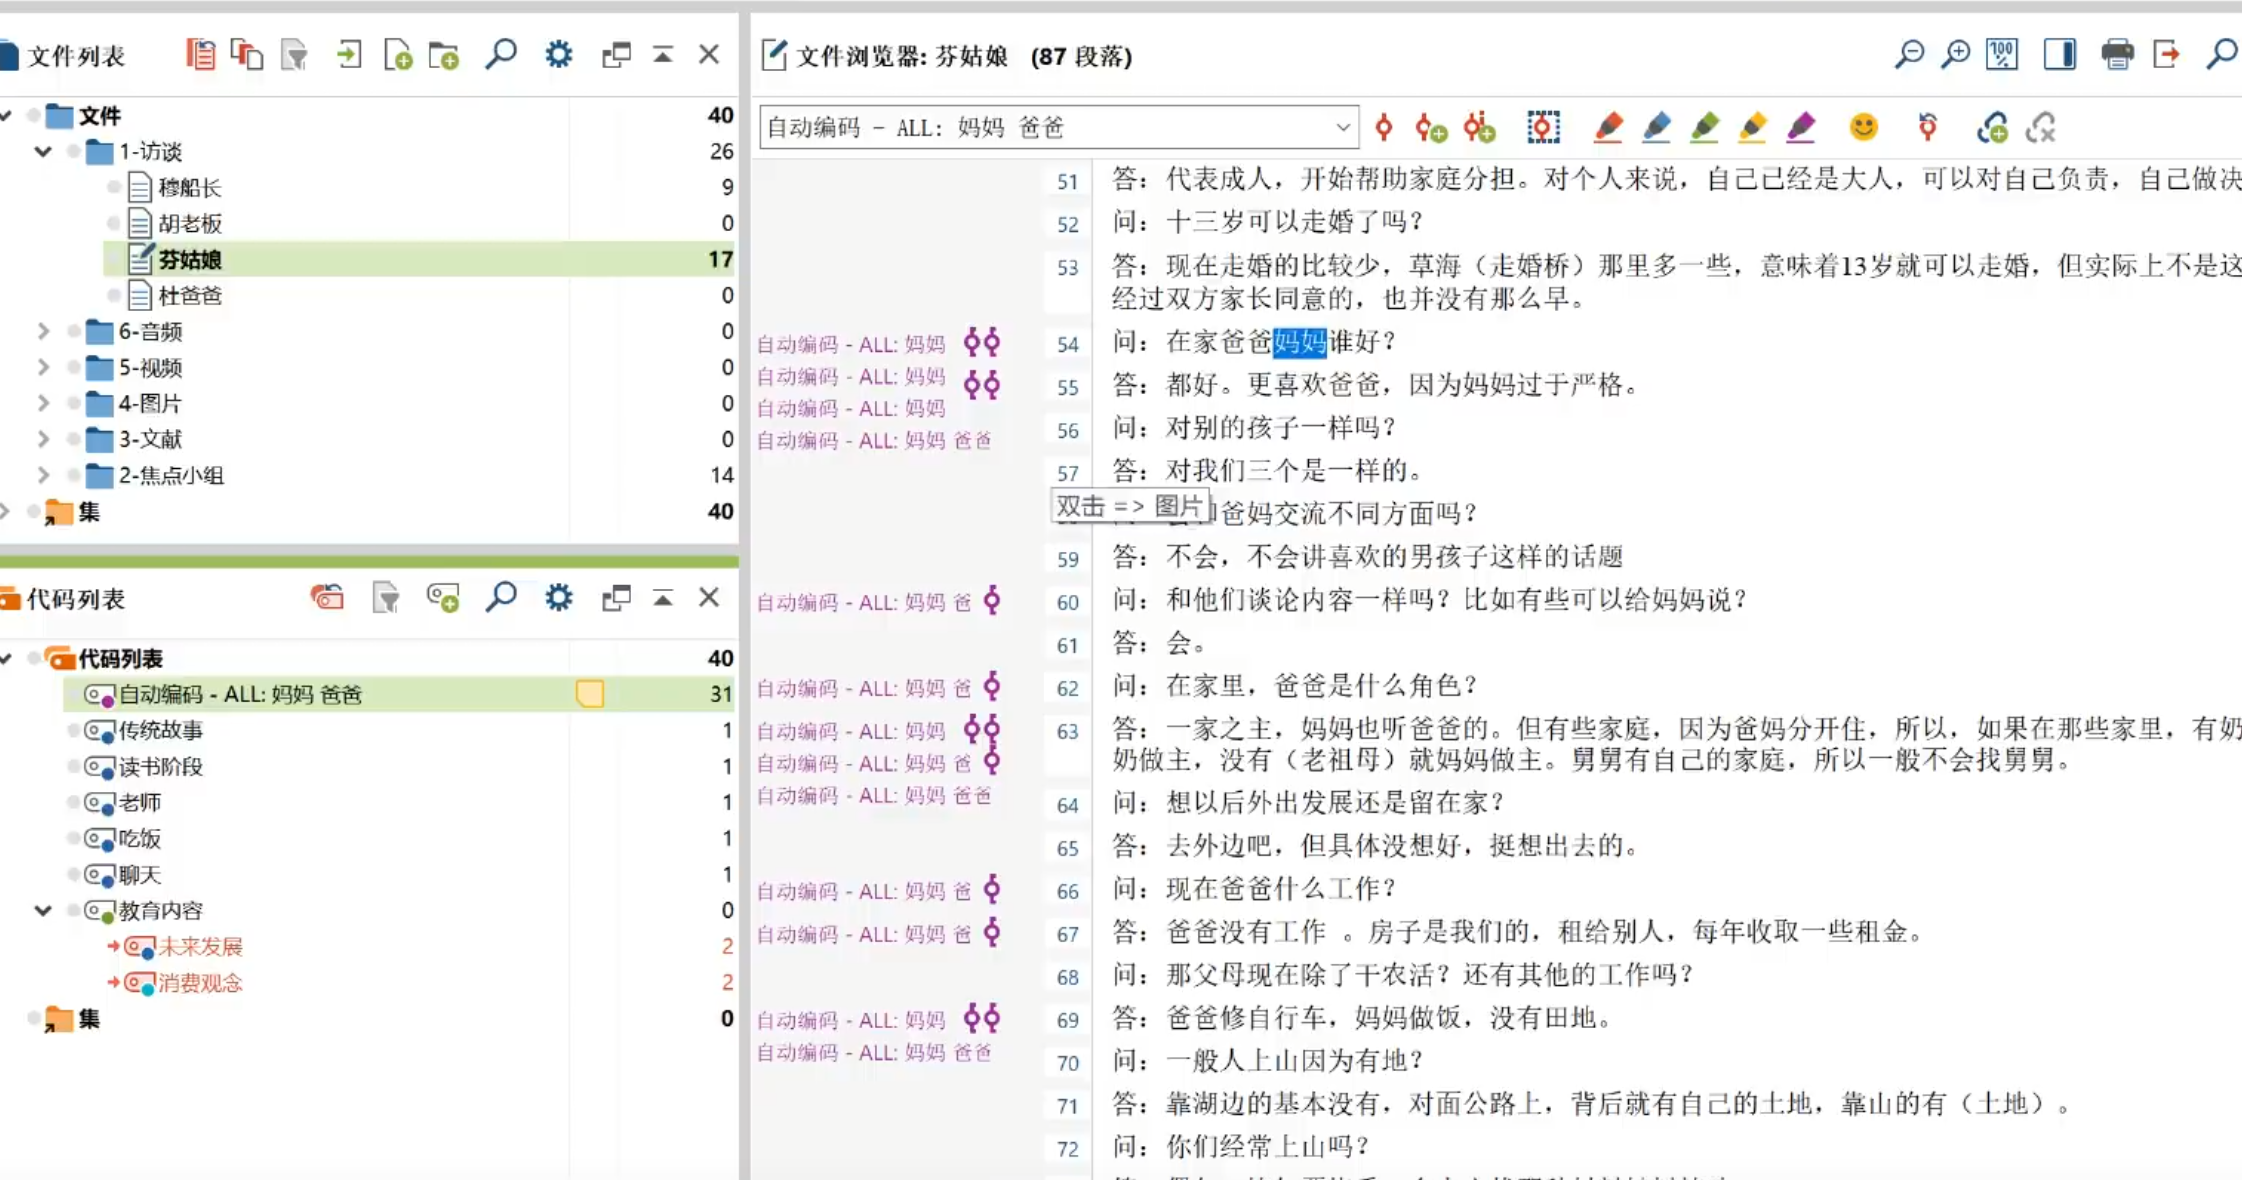 文件列表
文件 40
1-访谈 26
穆船长 9
胡老板 0
芬姑娘 17
杜爸爸 0
6-音频 0
5-视频 0
4-图片 0
3-文献 0
2-焦点小组 14
集 40
代码列表
代码列表 40
自动编码 - ALL: 妈妈 爸爸 31
传统故事 1
读书阶段 1
老师 1
吃饭 1
聊天 1
教育内容 0
未来发展 2
消费观念 2
集 0
文件浏览器: 芬姑娘 (87 段落)
100 %
自动编码 - ALL: 妈妈 爸爸
51 答：代表成人，开始帮助家庭分担。对个人来说，自己已经是大人，可以对自己负责，自己做决
52 问：十三岁可以走婚了吗？
53 答：现在走婚的比较少，草海（走婚桥）那里多一些，意味着13岁就可以走婚，但实际上不是这
经过双方家长同意的，也并没有那么早。
自动编码 - ALL: 妈妈 54 问：在家爸爸妈妈谁好？
自动编码 - ALL: 妈妈
55 答：都好。更喜欢爸爸，因为妈妈过于严格。
自动编码 - ALL: 妈妈
56 问：对别的孩子一样吗？
自动编码 - ALL: 妈妈 爸爸
57 答：对我们三个是一样的。
双击 => 图片
爸妈交流不同方面吗？
59 答：不会，不会讲喜欢的男孩子这样的话题
自动编码 - ALL: 妈妈 爸 60 问：和他们谈论内容一样吗？比如有些可以给妈妈说？
61 答：会。
自动编码 - ALL: 妈妈 爸 62 问：在家里，爸爸是什么角色？
自动编码 - ALL: 妈妈 63 答：一家之主，妈妈也听爸爸的。但有些家庭，因为爸妈分开住，所以，如果在那些家里，有奶
自动编码 - ALL: 妈妈 爸 奶做主，没有（老祖母）就妈妈做主。舅舅有自己的家庭，所以一般不会找舅舅。
自动编码 - ALL: 妈妈 爸爸
64 问：想以后外出发展还是留在家？
65 答：去外边吧，但具体没想好，挺想出去的。
自动编码 - ALL: 妈妈 爸 66 问：现在爸爸什么工作？
自动编码 - ALL: 妈妈 爸 67 答：爸爸没有工作 。房子是我们的，租给别人，每年收取一些租金。
68 问：那父母现在除了干农活？还有其他的工作吗？
自动编码 - ALL: 妈妈 69 答：爸爸修自行车，妈妈做饭，没有田地。
自动编码 - ALL: 妈妈 爸爸
70 问：一般人上山因为有地？
71 答：靠湖边的基本没有，对面公路上，背后就有自己的土地，靠山的有（土地）。
72 问：你们经常上山吗？